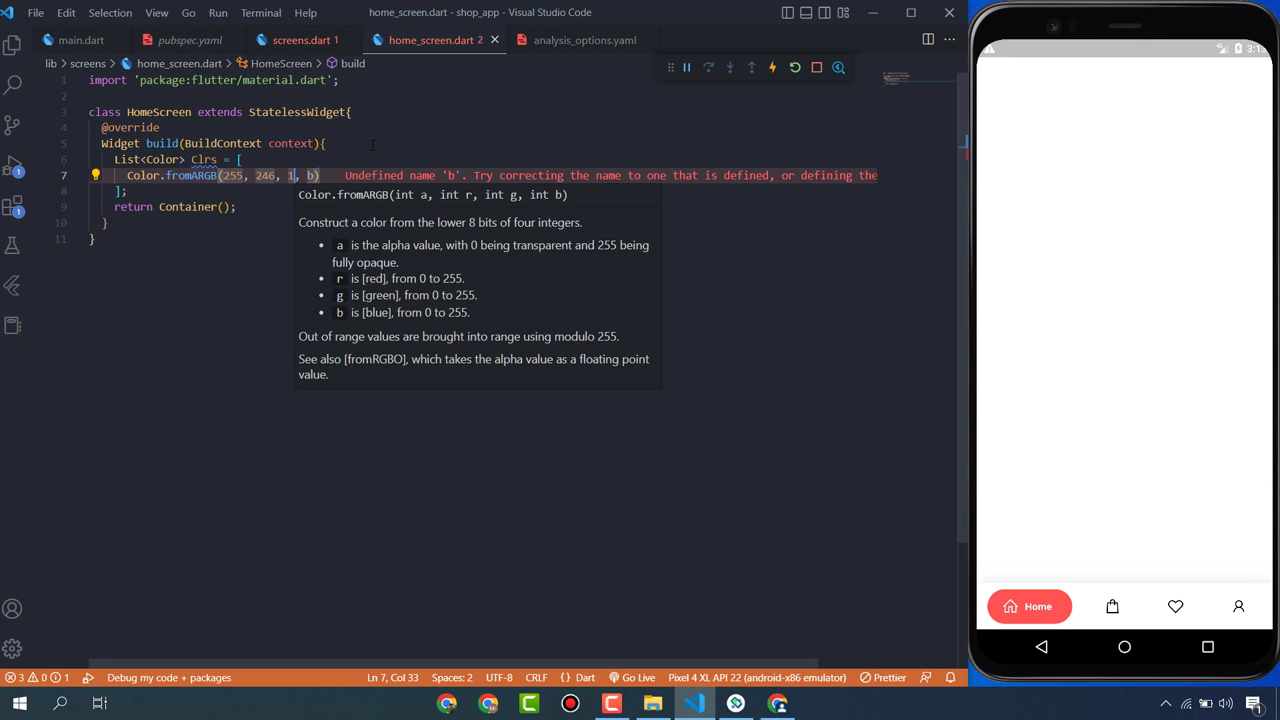 File Edit Selection View Go Run Terminal Help home_screen.dart - shop_app - Visual Studio Code
main.dart pubspec.yaml screens.dart 1 home_screen.dart 2 analysis_options.yaml
lib > screens > home_screen.dart > HomeScreen > build
1 import 'package:flutter/material.dart';
2
3 class HomeScreen extends StatelessWidget{
4 @override
5 Widget build(BuildContext context){
6 List<Color> Clrs = [
7 Color.fromARGB(255, 246, 1, b) Undefined name 'b'. Try correcting the name to one that is defined, or defining the
8 ];
9 return Container();
10 }
11 }
Color.fromARGB(int a, int r, int g, int b)
Construct a color from the lower 8 bits of four integers.
• a is the alpha value, with 0 being transparent and 255 being
fully opaque.
• r is [red], from 0 to 255.
• g is [green], from 0 to 255.
• b is [blue], from 0 to 255.
Out of range values are brought into range using modulo 255.
See also [fromRGBO], which takes the alpha value as a floating point
value.
1
1
3 0 1 Debug my code + packages Ln 7, Col 33 Spaces: 2 UTF-8 CRLF {} Dart Go Live Pixel 4 XL API 22 (android-x86 emulator) Prettier
1
Home